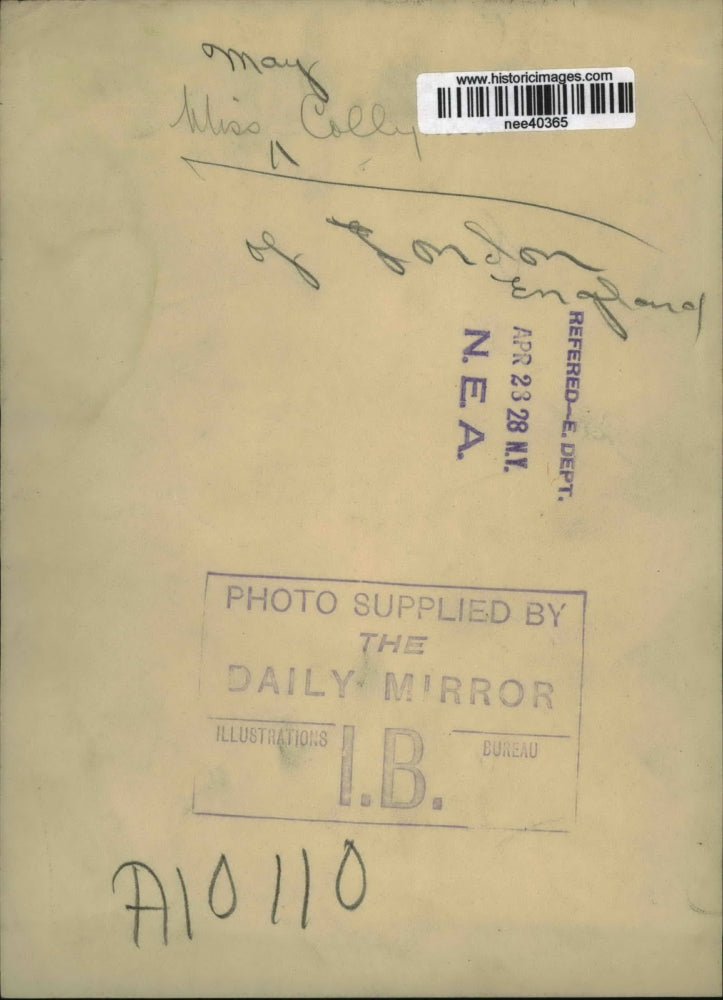 May
Miss Colly
of London
England
www.historicimages.com
nee40365
REFERED—E. DEPT.
APR 23 28 N.Y.
N. E. A.
PHOTO SUPPLIED BY
THE
DAILY MIRROR
ILLUSTRATIONS I.B. BUREAU
A10110